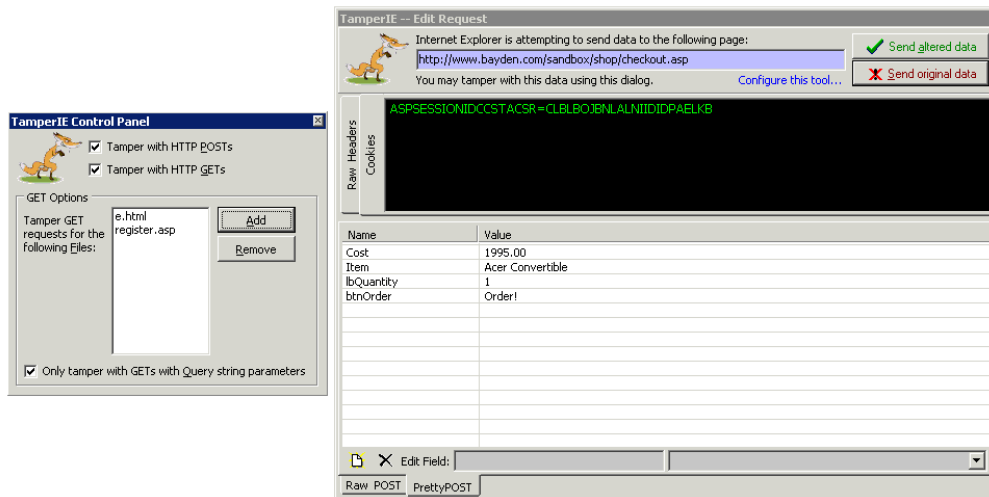 TamperIE Control Panel
Tamper with HTTP POSTs
Tamper with HTTP GETs
GET Options
Tamper GET
requests for the
following Files:
e.html
register.asp
Add
Remove
Only tamper with GETs with Query string parameters
TamperIE -- Edit Request
Internet Explorer is attempting to send data to the following page:
http://www.bayden.com/sandbox/shop/checkout.asp
You may tamper with this data using this dialog.
Configure this tool...
Send altered data
Send original data
Raw Headers
Cookies
ASPSESSIONIDCCSTACSR=CLBLBOJBNLALNIIDIDPAELKB
Name Value
Cost 1995.00
Item Acer Convertible
lbQuantity 1
btnOrder Order!
Edit Field:
Raw POST PrettyPOST